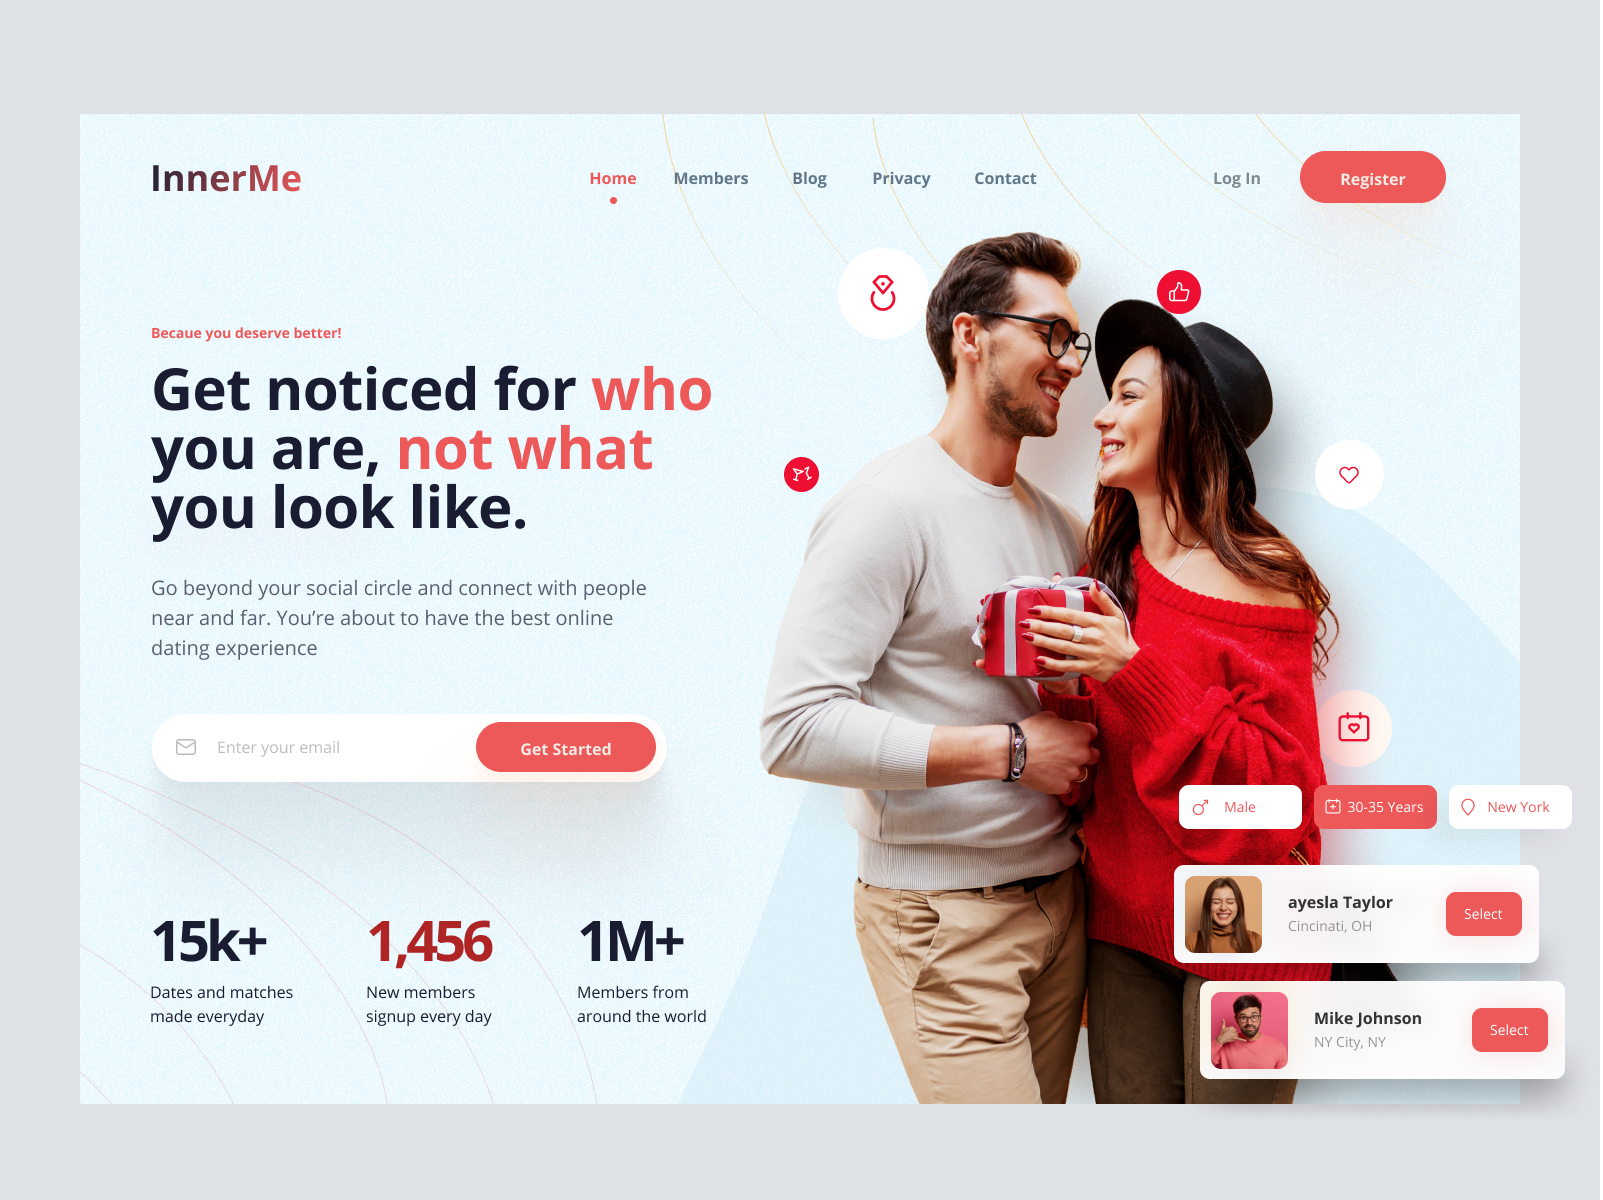 InnerMe
Home Members Blog Privacy Contact
Log In Register
Becaue you deserve better!
Get noticed for who
you are, not what
you look like.
Go beyond your social circle and connect with people
near and far. You’re about to have the best online
dating experience
Enter your email Get Started
15k+
Dates and matches
made everyday
1,456
New members
signup every day
1M+
Members from
around the world
Male 30-35 Years New York
ayesla Taylor
Cincinati, OH
Select
Mike Johnson
NY City, NY
Select